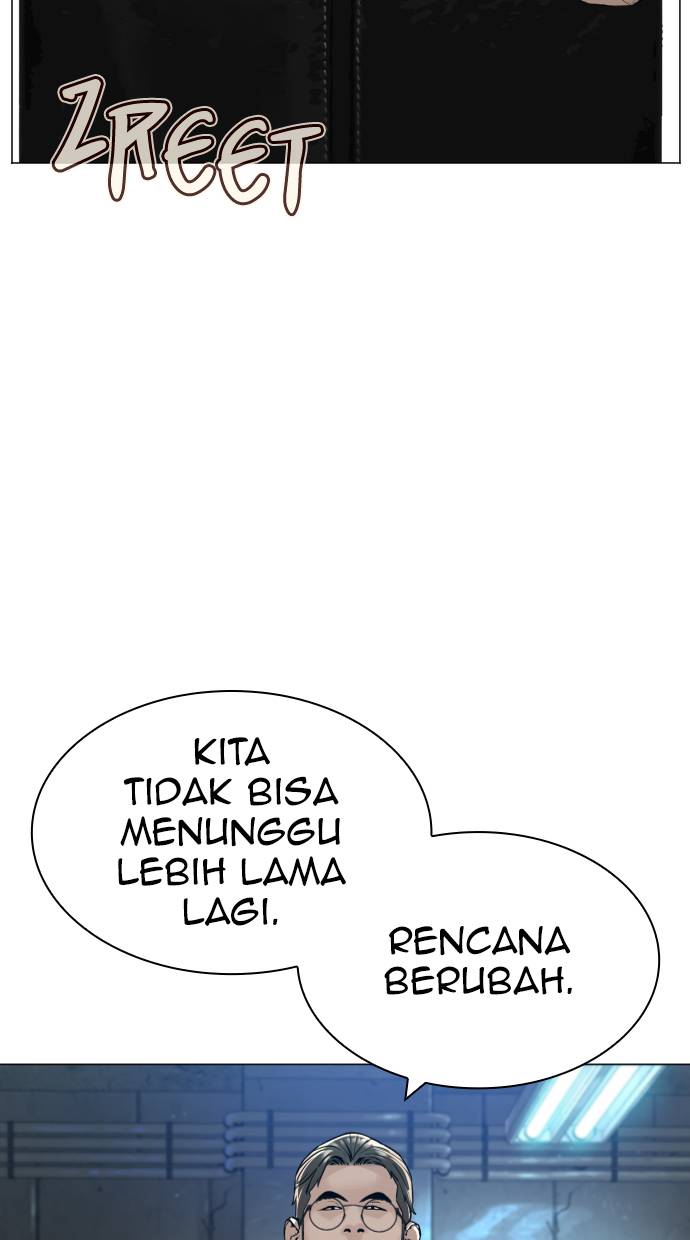 ZREET
KITA
TIDAK BISA
MENUNGGU
LEBIH LAMA
LAGI.
RENCANA
BERUBAH.